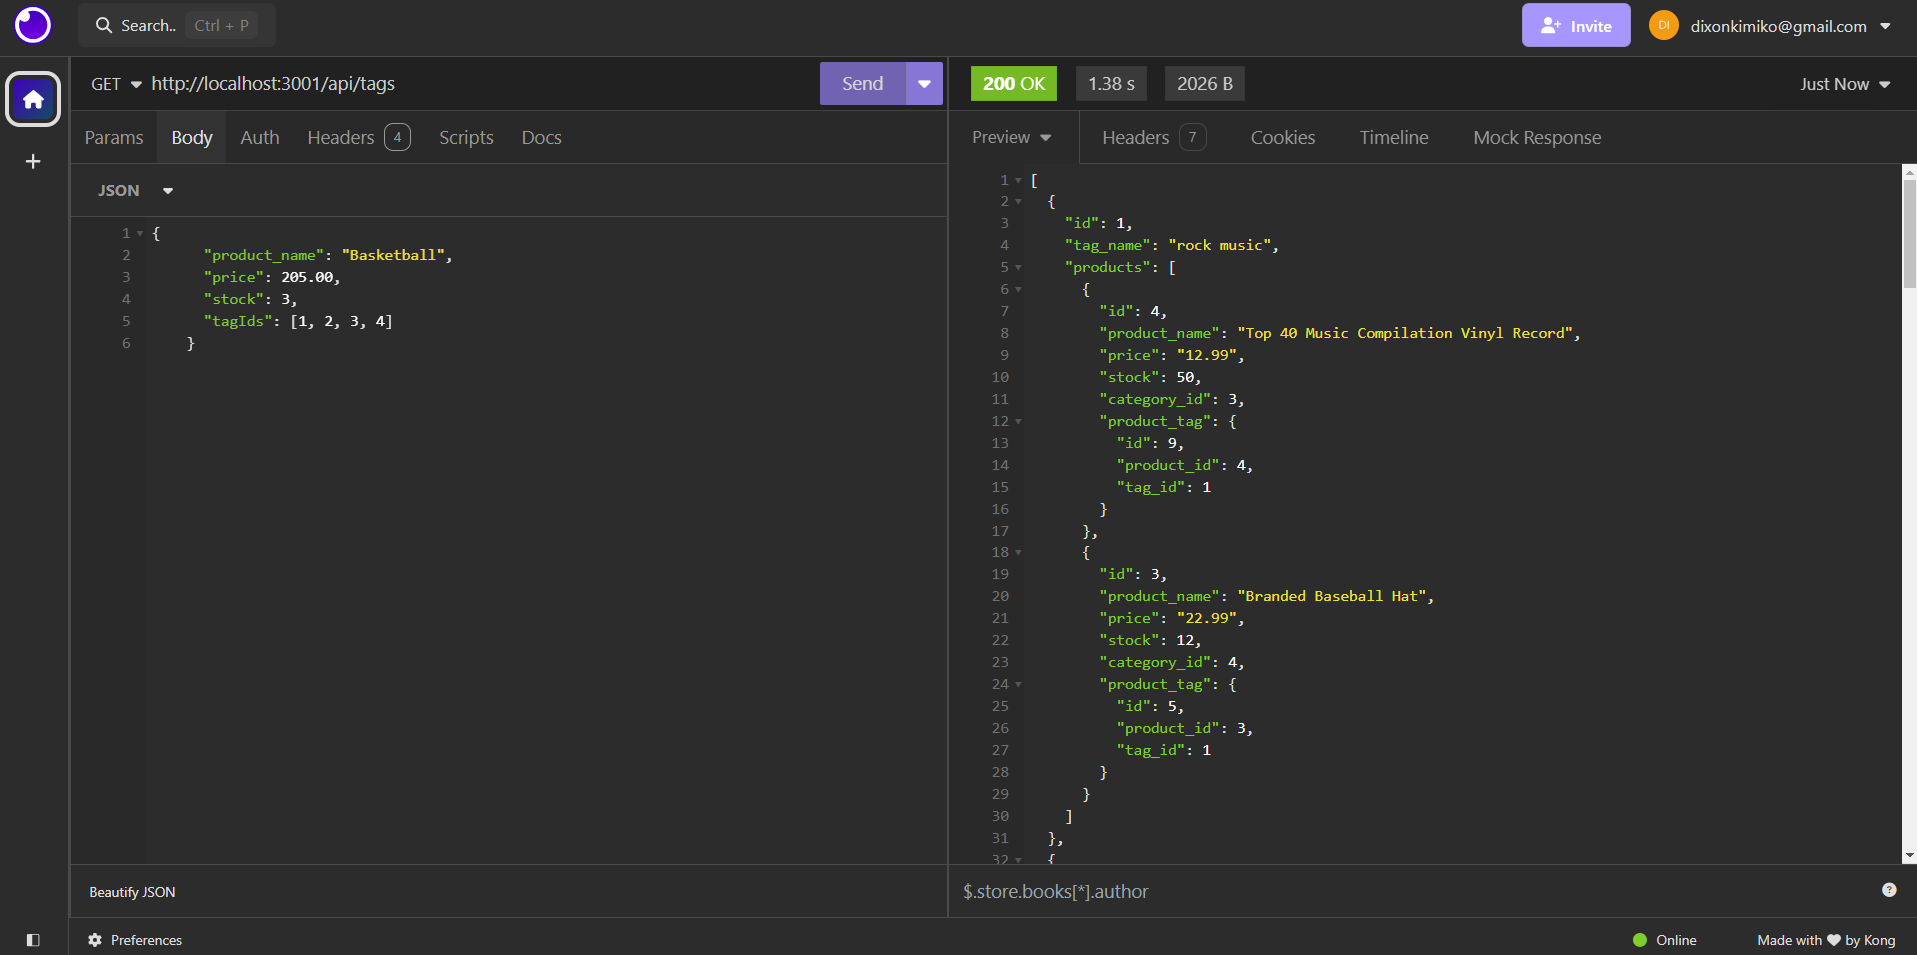 Search.. Ctrl + P
Invite
DI dixonkimiko@gmail.com
GET http://localhost:3001/api/tags
Send
200 OK 1.38 s 2026 B
Just Now
Params Body Auth Headers 4 Scripts Docs
JSON
1 {
2 "product_name": "Basketball",
3 "price": 205.00,
4 "stock": 3,
5 "tagIds": [1, 2, 3, 4]
6 }
Beautify JSON
Preview Headers 7 Cookies Timeline Mock Response
1 [
2 {
3 "id": 1,
4 "tag_name": "rock music",
5 "products": [
6 {
7 "id": 4,
8 "product_name": "Top 40 Music Compilation Vinyl Record",
9 "price": "12.99",
10 "stock": 50,
11 "category_id": 3,
12 "product_tag": {
13 "id": 9,
14 "product_id": 4,
15 "tag_id": 1
16 }
17 },
18 {
19 "id": 3,
20 "product_name": "Branded Baseball Hat",
21 "price": "22.99",
22 "stock": 12,
23 "category_id": 4,
24 "product_tag": {
25 "id": 5,
26 "product_id": 3,
27 "tag_id": 1
28 }
29 }
30 ]
31 },
32 {
$.store.books[*].author
?
Preferences
Online
Made with ♥ by Kong